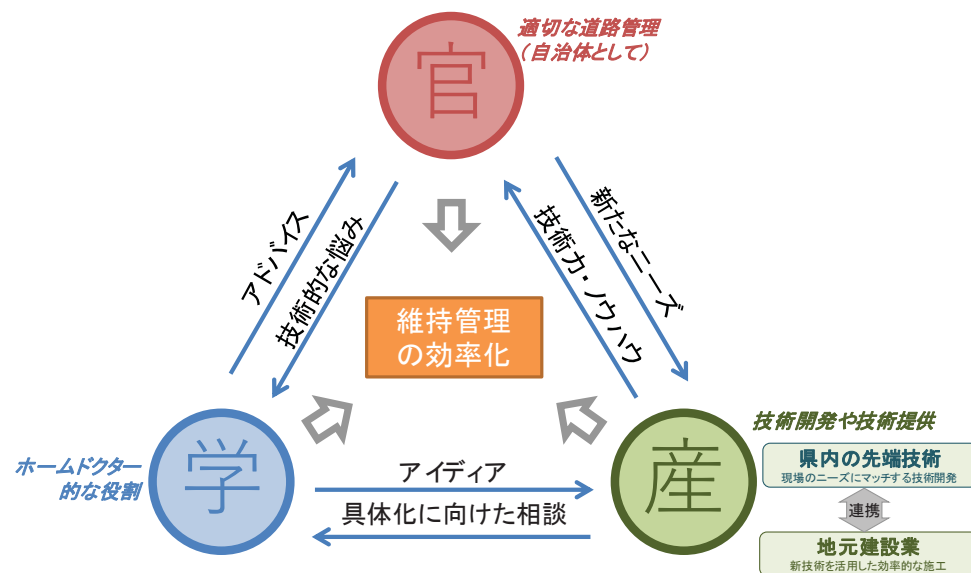 適切な道路管理
（自治体として）
官
アドバイス
技術的な悩み
技術力・ノウハウ
新たなニーズ
維持管理
の効率化
ホームドクター
的な役割
学
アイディア
具体化に向けた相談
産
技術開発や技術提供
県内の先端技術
現場のニーズにマッチする技術開発
連携
地元建設業
新技術を活用した効率的な施工